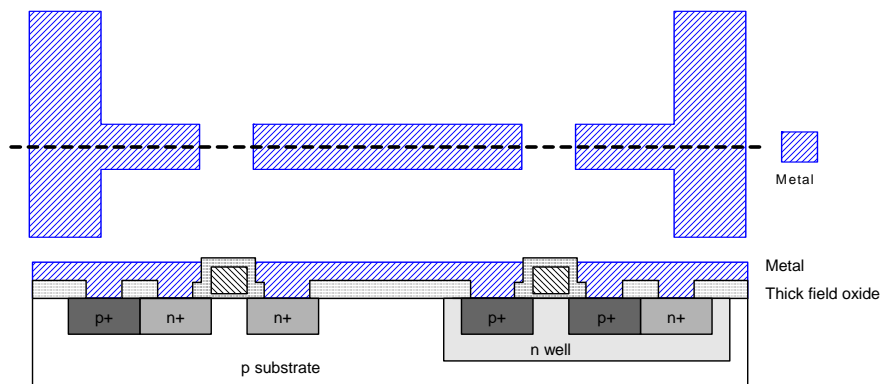 Metal
Metal
Thick field oxide
p+ n+ n+ p+ p+ n+
n well
p substrate